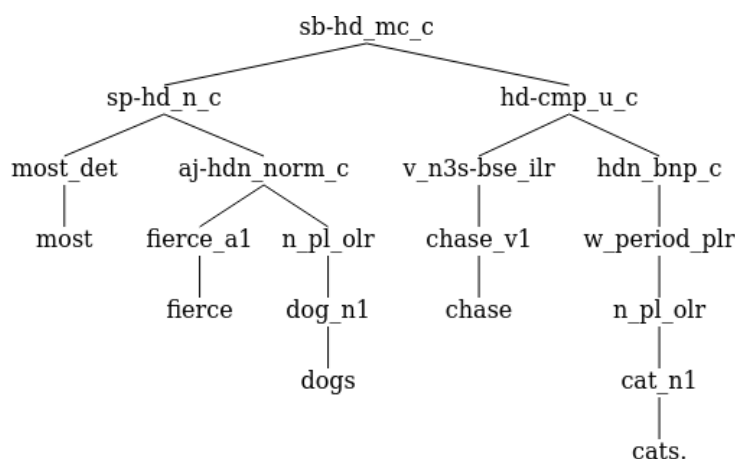 sb-hd_mc_c
sp-hd_n_c hd-cmp_u_c
most_det aj-hdn_norm_c v_n3s-bse_ilr hdn_bnp_c
most fierce_a1 n_pl_olr chase_v1 w_period_plr
fierce dog_n1 chase n_pl_olr
dogs cat_n1
cats.